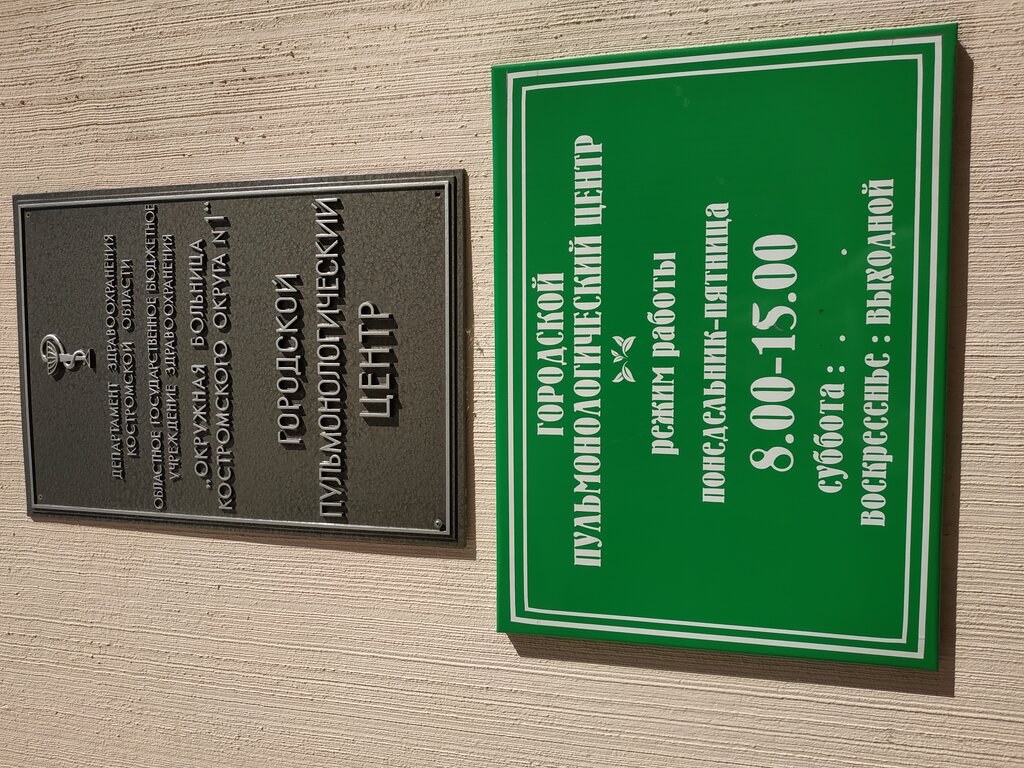 ДЕПАРТАМЕНТ ЗДРАВООХРАНЕНИЯ
КОСТРОМСКОЙ ОБЛАСТИ
ОБЛАСТНОЕ ГОСУДАРСТВЕННОЕ БЮДЖЕТНОЕ
УЧРЕЖДЕНИЕ ЗДРАВООХРАНЕНИЯ
„ОКРУЖНАЯ БОЛЬНИЦА
КОСТРОМСКОГО ОКРУГА №1“
ГОРОДСКОЙ
ПУЛЬМОНОЛОГИЧЕСКИЙ
ЦЕНТР
ГОРОДСКОЙ
ПУЛЬМОНОЛОГИЧЕСКИЙ ЦЕНТР
режим работы
понедельник-пятница
8.00-15.00
суббота : . .
воскресенье : выходной